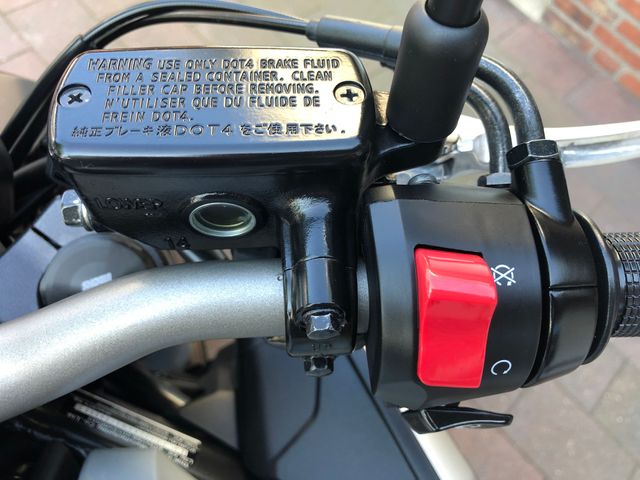 WARNING USE ONLY DOT4 BRAKE FLUID
FROM A SEALED CONTAINER. CLEAN
FILLER CAP BEFORE REMOVING.
N'UTILISER QUE DU FLUIDE DE
FREIN DOT4.
純正ブレーキ液DOT4をご使用下さい。
LOWER
14